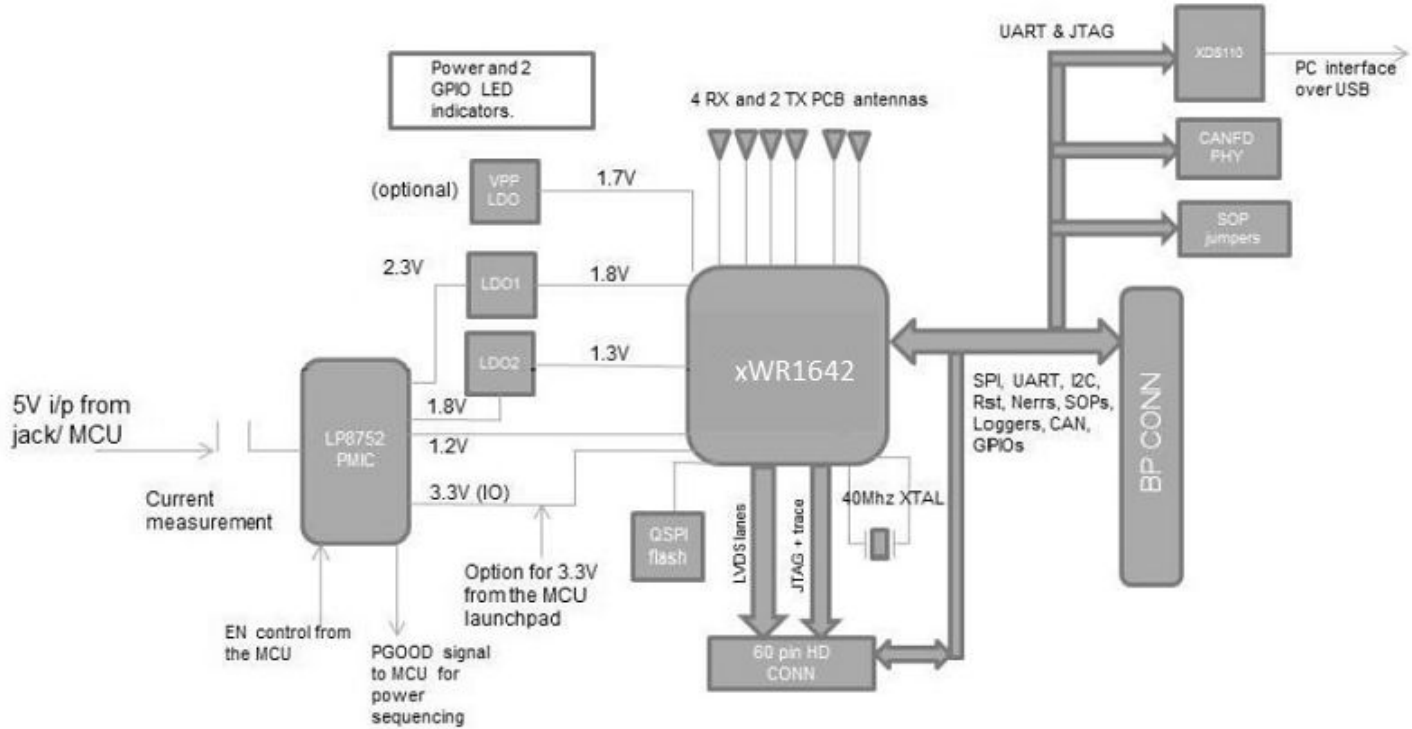 UART & JTAG
XDS110
PC interface
over USB
Power and 2
GPIO LED
indicators.
4 RX and 2 TX PCB antennas
CANFD
PHY
(optional)
VPP
LDO
1.7V
SOP
jumpers
2.3V
LDO1
1.8V
LDO2
1.3V
xWR1642
SPI, UART, I2C,
Rst, Nerrs, SOPs,
Loggers, CAN,
GPIOs
BP CONN
5V i/p from
jack/ MCU
1.8V
LP8752
PMIC
1.2V
3.3V (IO)
Current
measurement
40Mhz XTAL
QSPI
flash
LVDS lanes
JTAG + trace
Option for 3.3V
from the MCU
launchpad
EN control from
the MCU
PGOOD signal
to MCU for
power
sequencing
60 pin HD
CONN